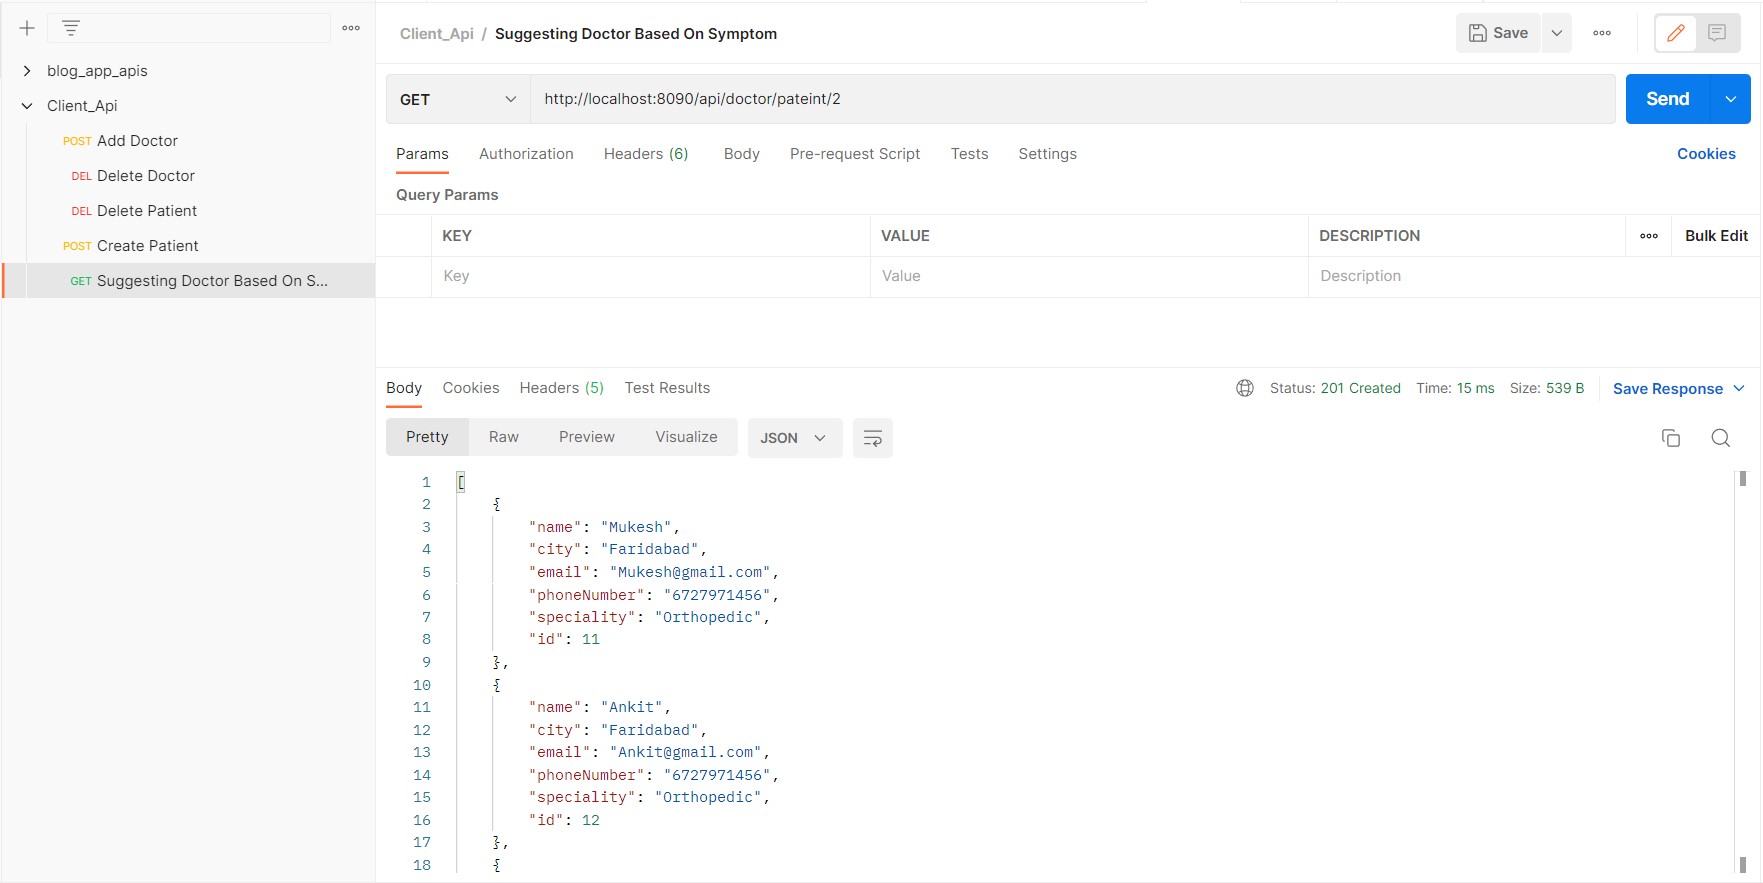 blog_app_apis
Client_Api
POST Add Doctor
DEL Delete Doctor
DEL Delete Patient
POST Create Patient
GET Suggesting Doctor Based On S...
Client_Api / Suggesting Doctor Based On Symptom
Save
GET http://localhost:8090/api/doctor/pateint/2 Send
Params Authorization Headers (6) Body Pre-request Script Tests Settings Cookies
Query Params
KEY VALUE DESCRIPTION Bulk Edit
Key Value Description
Body Cookies Headers (5) Test Results Status: 201 Created Time: 15 ms Size: 539 B Save Response
Pretty Raw Preview Visualize JSON
1 [
2 {
3 "name": "Mukesh",
4 "city": "Faridabad",
5 "email": "Mukesh@gmail.com",
6 "phoneNumber": "6727971456",
7 "speciality": "Orthopedic",
8 "id": 11
9 },
10 {
11 "name": "Ankit",
12 "city": "Faridabad",
13 "email": "Ankit@gmail.com",
14 "phoneNumber": "6727971456",
15 "speciality": "Orthopedic",
16 "id": 12
17 },
18 {